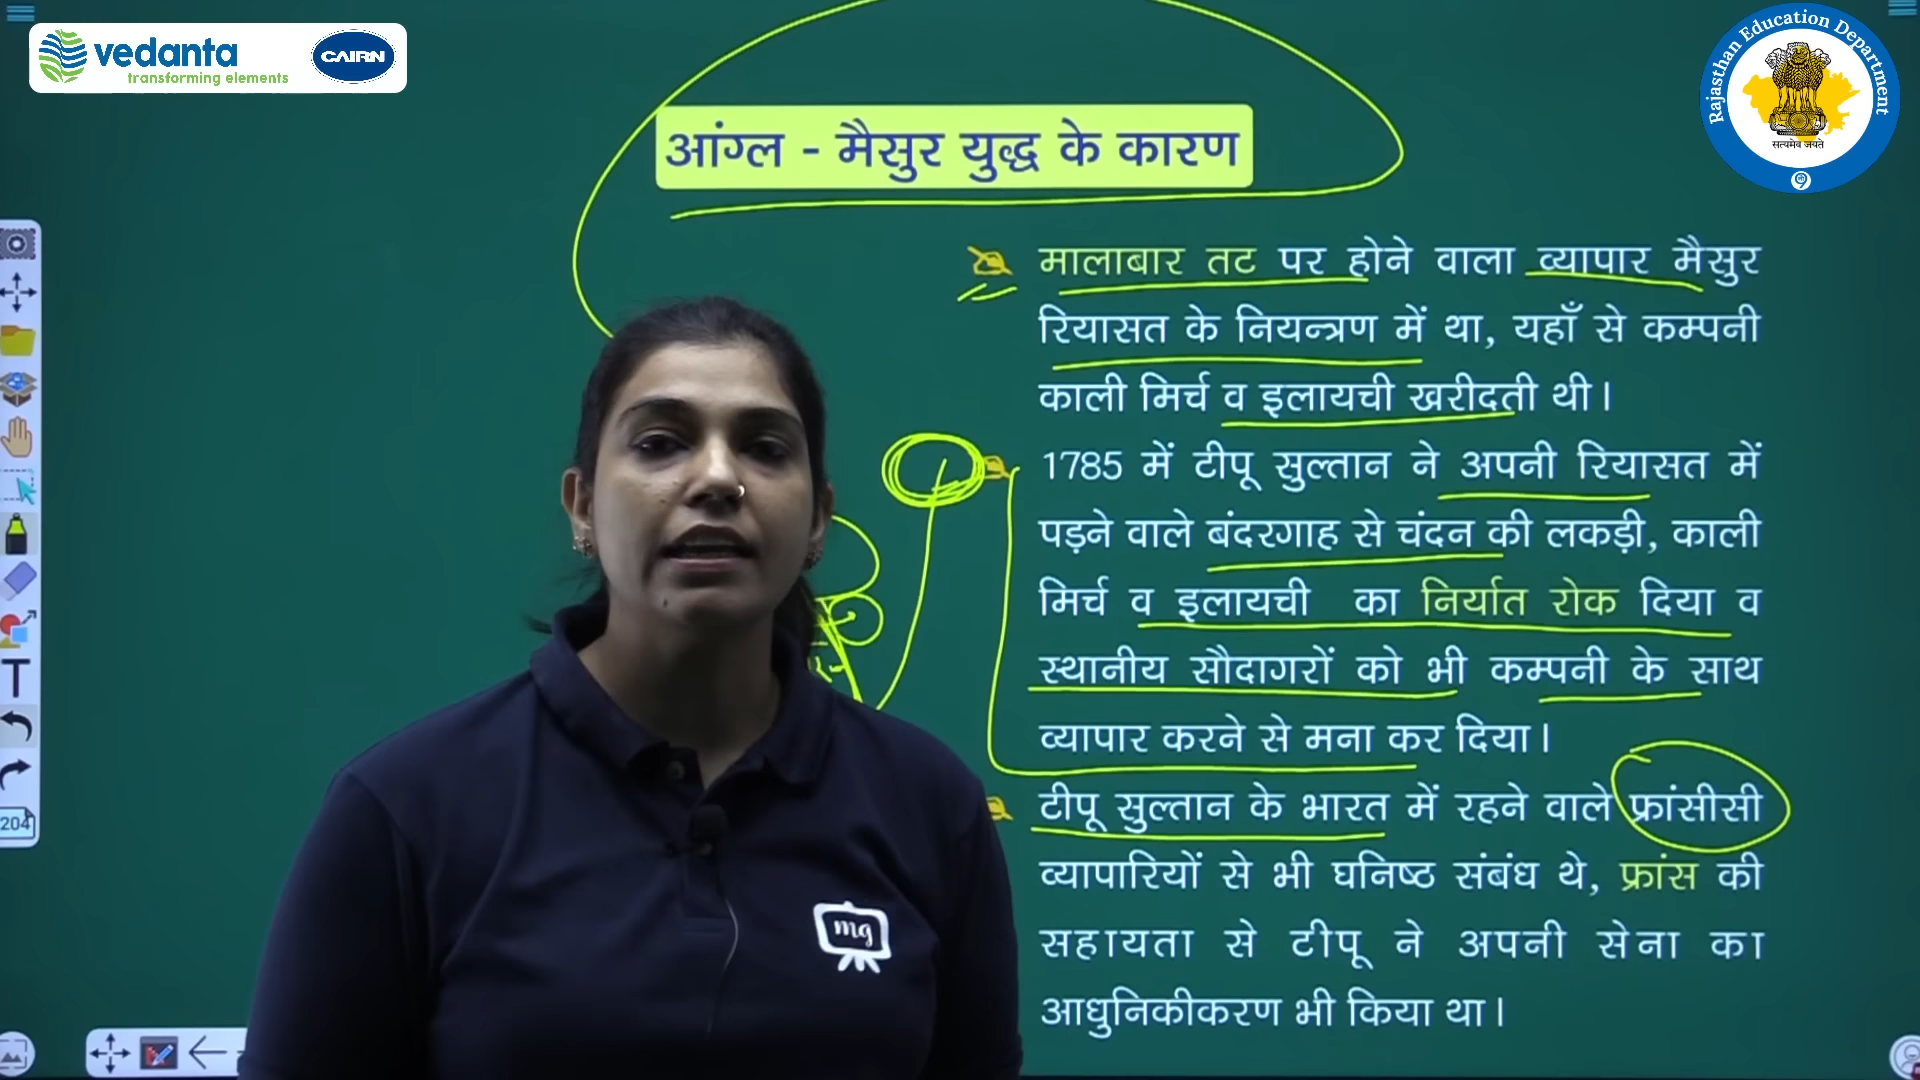 vedanta
transforming elements
CAIRN
Rajasthan Education Department
सत्यमेव जयते
आंग्ल - मैसुर युद्ध के कारण
मालाबार तट पर होने वाला व्यापार मैसुर
रियासत के नियन्त्रण में था, यहाँ से कम्पनी
काली मिर्च व इलायची खरीदती थी।
1785 में टीपू सुल्तान ने अपनी रियासत में
पड़ने वाले बंदरगाह से चंदन की लकड़ी, काली
मिर्च व इलायची का निर्यात रोक दिया व
स्थानीय सौदागरों को भी कम्पनी के साथ
व्यापार करने से मना कर दिया।
टीपू सुल्तान के भारत में रहने वाले फ्रांसीसी
व्यापारियों से भी घनिष्ठ संबंध थे, फ्रांस की
सहायता से टीपू ने अपनी सेना का
आधुनिकीकरण भी किया था।
mg
T
204